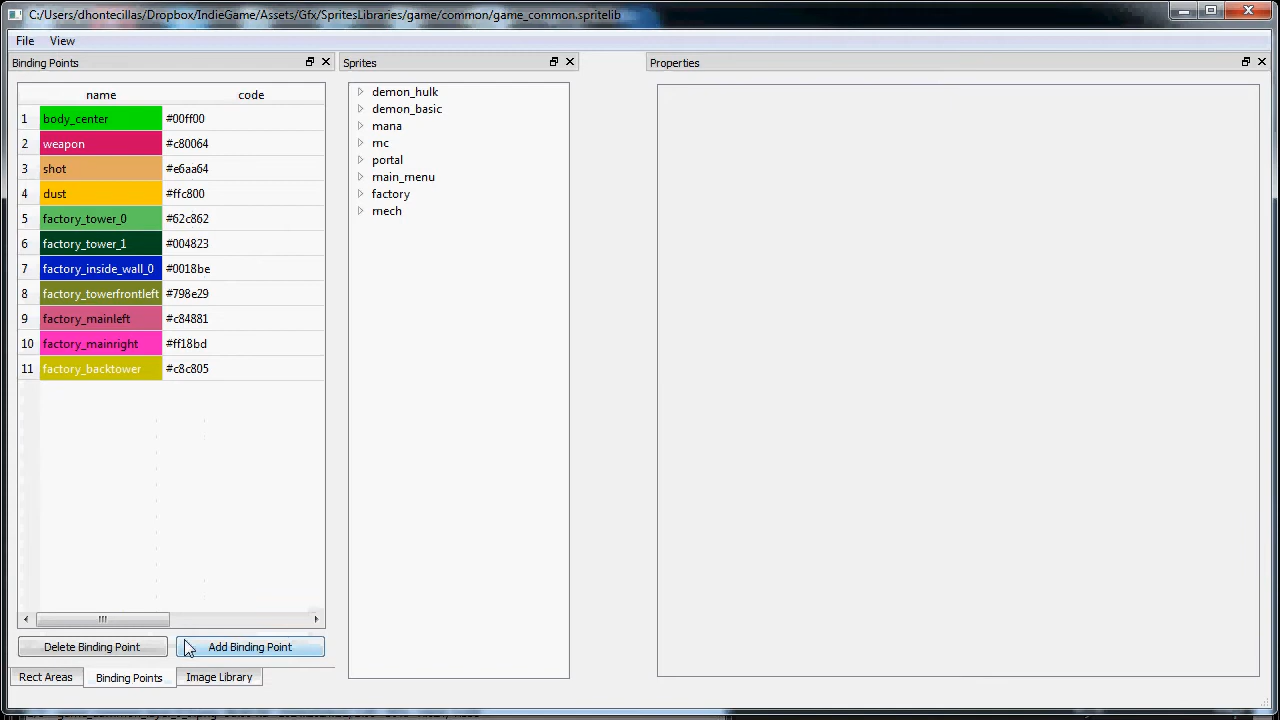 C:/Users/dhontecillas/Dropbox/IndieGame/Assets/Gfx/SpritesLibraries/game/common/game_common.spritelib
File View
Binding Points
Sprites
Properties
name code
1 body_center #00ff00
2 weapon #c80064
3 shot #e6aa64
4 dust #ffc800
5 factory_tower_0 #62c862
6 factory_tower_1 #004823
7 factory_inside_wall_0 #0018be
8 factory_towerfrontleft #798e29
9 factory_mainleft #c84881
10 factory_mainright #ff18bd
11 factory_backtower #c8c805
demon_hulk
demon_basic
mana
mc
portal
main_menu
factory
mech
Delete Binding Point Add Binding Point
Rect Areas Binding Points Image Library